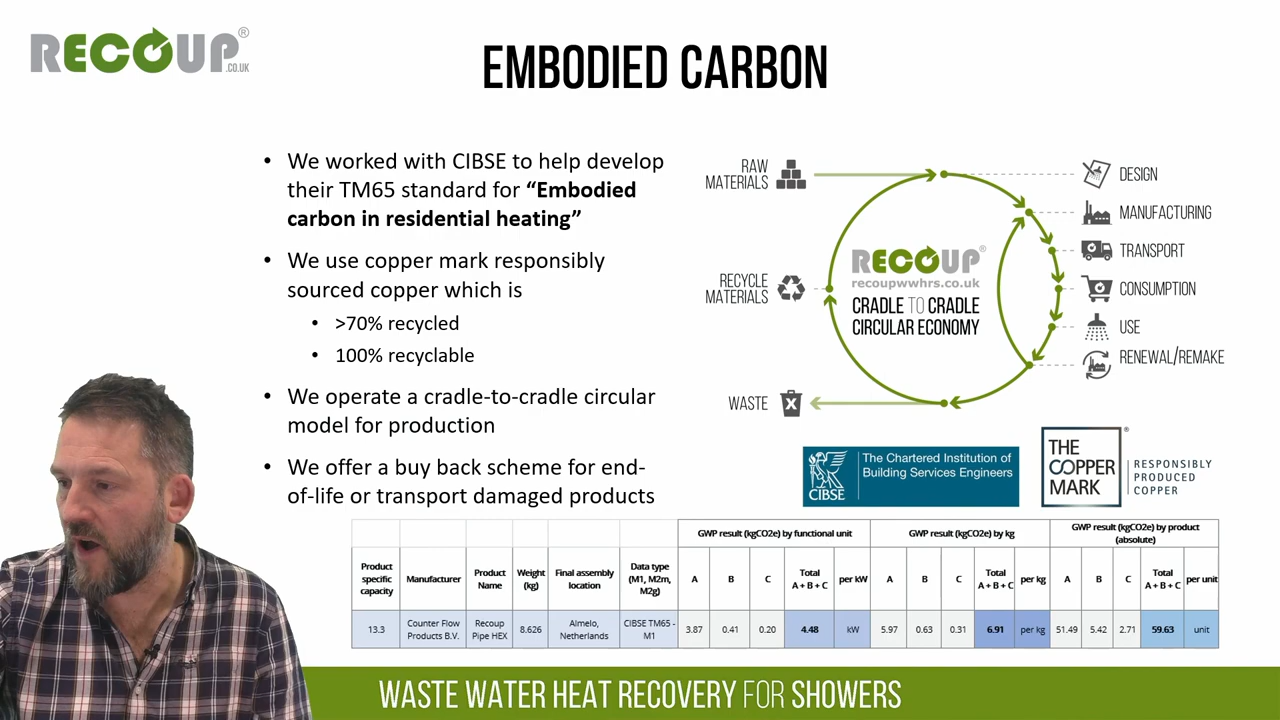 RECOUP®
.CO.UK
EMBODIED CARBON
• We worked with CIBSE to help develop
their TM65 standard for “Embodied
carbon in residential heating”
• We use copper mark responsibly
sourced copper which is
• >70% recycled
• 100% recyclable
• We operate a cradle-to-cradle circular
model for production
• We offer a buy back scheme for end-
of-life or transport damaged products
RAW
MATERIALS
RECYCLE
MATERIALS
WASTE
RECOUP®
recoupwwhrs.co.uk
CRADLE TO CRADLE
CIRCULAR ECONOMY
DESIGN
MANUFACTURING
TRANSPORT
CONSUMPTION
USE
RENEWAL/REMAKE
CIBSE
The Chartered Institution of
Building Services Engineers
THE
COPPER
MARK
®
RESPONSIBLY
PRODUCED
COPPER
GWP result (kgCO2e) by functional unit GWP result (kgCO2e) by kg GWP result (kgCO2e) by product
(absolute)
Product
specific
capacity
Manufacturer
Product
Name
Weight
(kg)
Final assembly
location
Data type
(M1, M2m,
M2g)
A B C Total
A + B + C
per kW
A B C Total
A + B + C
per kg
A B C Total
A + B + C
per unit
13.3
Counter Flow
Products B.V.
Recoup
Pipe HEX
8.626
Almelo,
Netherlands
CIBSE TM65 -
M1
3.87 0.41 0.20 4.48 kW 5.97 0.63 0.31 6.91 per kg 51.49 5.42 2.71 59.63 unit
WASTE WATER HEAT RECOVERY FOR SHOWERS